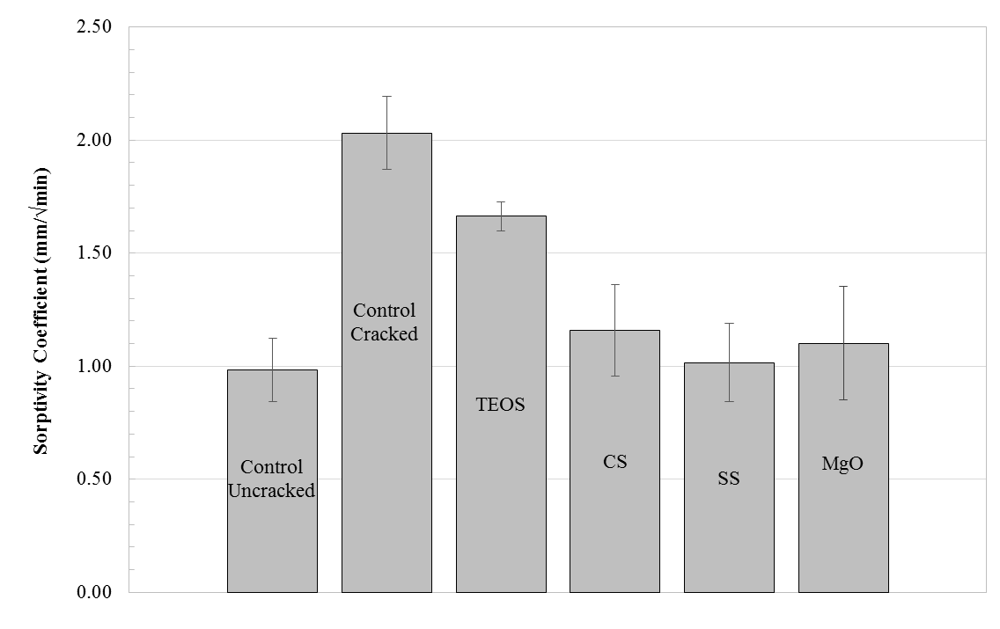 2.50
2.00
1.50
1.00
0.50
0.00
Sorptivity Coefficient (mm/√min)
Control
Uncracked
Control
Cracked
TEOS
CS
SS
MgO